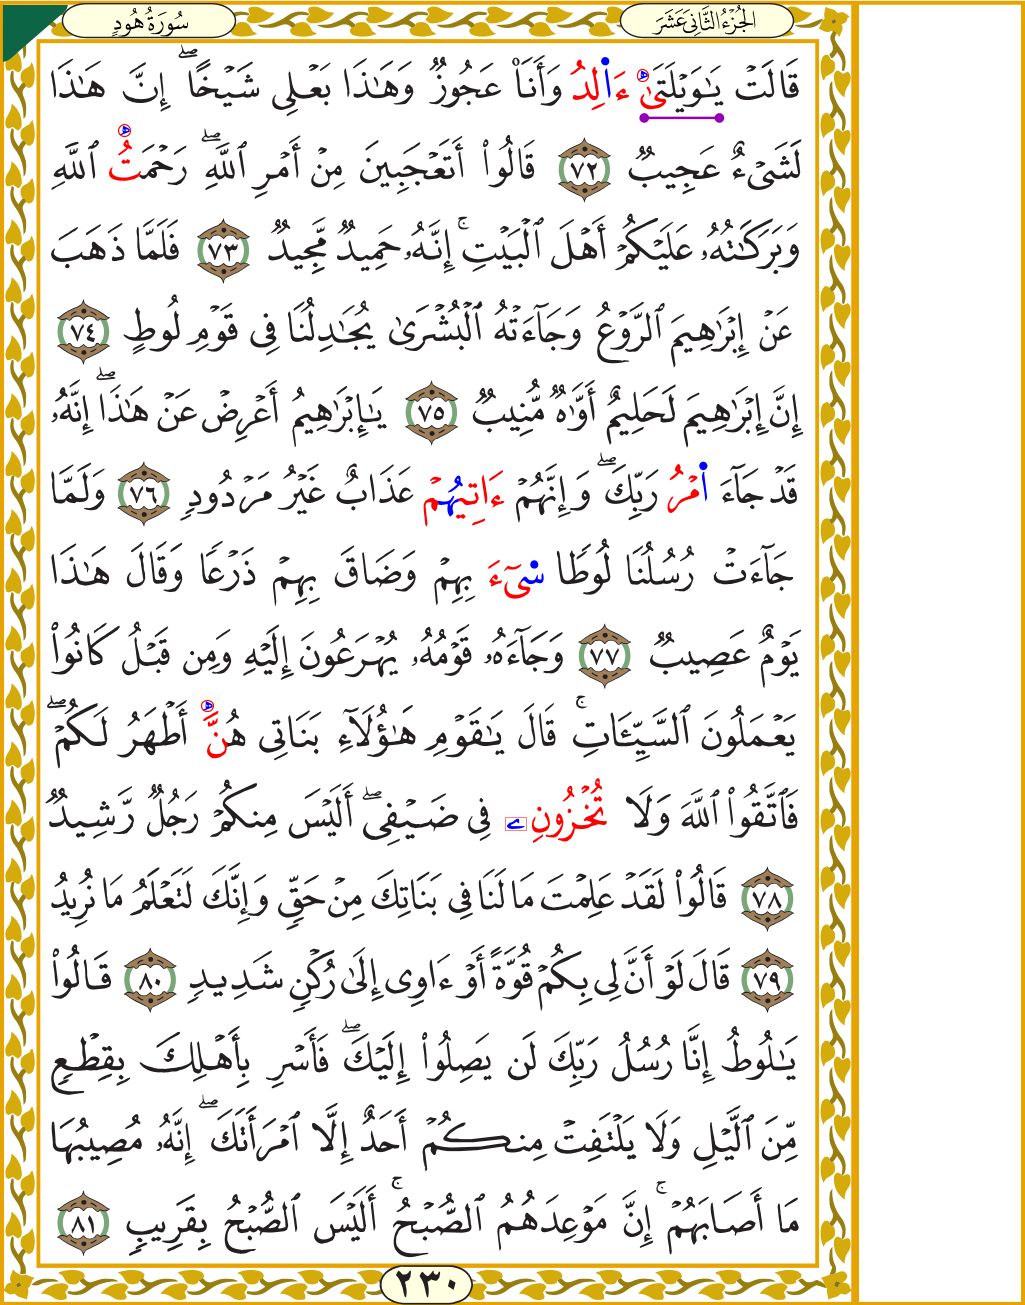 الجُزْءُ الثَّانِيَ عَشَرَ
سُورَةُ هُودٍ
قَالَتْ يَٰوَيْلَتَىٰ ءَا۬لِدُ وَأَنَا۠ عَجُوزٌ وَهَٰذَا بَعْلِى شَيْخًا ۖ إِنَّ هَٰذَا
لَشَىْءٌ عَجِيبٌ ٧٢ قَالُوا۟ أَتَعْجَبِينَ مِنْ أَمْرِ ٱللَّهِ ۖ رَحْمَتُ ٱللَّهِ
وَبَرَكَٰتُهُۥ عَلَيْكُمْ أَهْلَ ٱلْبَيْتِ ۚ إِنَّهُۥ حَمِيدٌ مَّجِيدٌ ٧٣ فَلَمَّا ذَهَبَ
عَنْ إِبْرَٰهِيمَ ٱلرَّوْعُ وَجَآءَتْهُ ٱلْبُشْرَىٰ يُجَٰدِلُنَا فِى قَوْمِ لُوطٍ ٧٤
إِنَّ إِبْرَٰهِيمَ لَحَلِيمٌ أَوَّٰهٌ مُّنِيبٌ ٧٥ يَٰٓإِبْرَٰهِيمُ أَعْرِضْ عَنْ هَٰذَا ۖ إِنَّهُۥ
قَدْ جَآءَ ا۬مْرُ رَبِّكَ ۖ وَإِنَّهُمْ ءَاتِيهُمْ عَذَابٌ غَيْرُ مَرْدُودٍ ٧٦ وَلَمَّا
جَآءَتْ رُسُلُنَا لُوطًا سِىٓءَ بِهِمْ وَضَاقَ بِهِمْ ذَرْعًا وَقَالَ هَٰذَا
يَوْمٌ عَصِيبٌ ٧٧ وَجَآءَهُۥ قَوْمُهُۥ يُهْرَعُونَ إِلَيْهِ وَمِن قَبْلُ كَانُوا۟
يَعْمَلُونَ ٱلسَّيِّـَٔاتِ ۚ قَالَ يَٰقَوْمِ هَٰٓؤُلَآءِ بَنَاتِى هُنَّ أَطْهَرُ لَكُمْ ۖ
فَٱتَّقُوا۟ ٱللَّهَ وَلَا تُخْزُونِۦ فِى ضَيْفِىٓ ۖ أَلَيْسَ مِنكُمْ رَجُلٌ رَّشِيدٌ
٧٨ قَالُوا۟ لَقَدْ عَلِمْتَ مَا لَنَا فِى بَنَاتِكَ مِنْ حَقٍّ وَإِنَّكَ لَتَعْلَمُ مَا نُرِيدُ
٧٩ قَالَ لَوْ أَنَّ لِى بِكُمْ قُوَّةً أَوْ ءَاوِىٓ إِلَىٰ رُكْنٍ شَدِيدٍ ٨٠ قَالُوا۟
يَٰلُوطُ إِنَّا رُسُلُ رَبِّكَ لَن يَصِلُوٓا۟ إِلَيْكَ ۖ فَأَسْرِ بِأَهْلِكَ بِقِطْعٍ
مِّنَ ٱلَّيْلِ وَلَا يَلْتَفِتْ مِنكُمْ أَحَدٌ إِلَّا ٱمْرَأَتَكَ ۖ إِنَّهُۥ مُصِيبُهَا
مَآ أَصَابَهُمْ ۚ إِنَّ مَوْعِدَهُمُ ٱلصُّبْحُ ۚ أَلَيْسَ ٱلصُّبْحُ بِقَرِيبٍ ٨١
٢٣٠